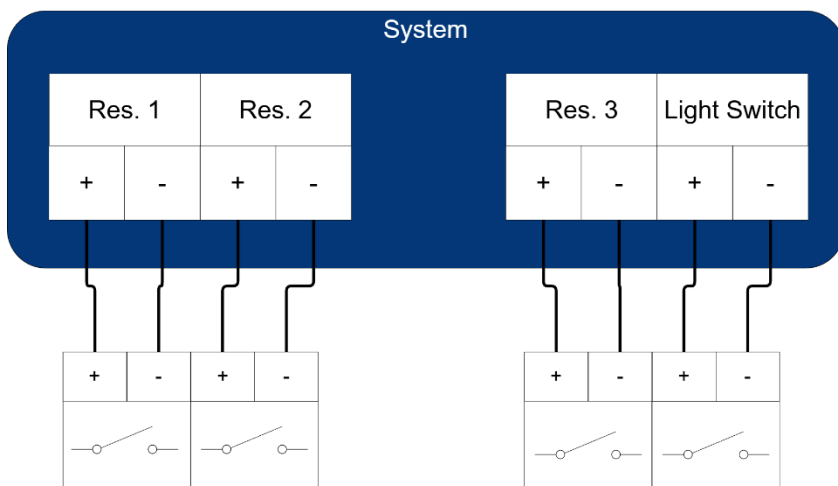 System
Res. 1 Res. 2 Res. 3 Light Switch
+ - + - + - + -
+ - + - + - + -